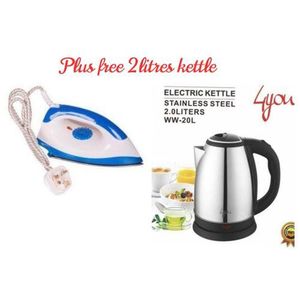 Plus free 2litres kettle
4you
ELECTRIC KETTLE
STAINLESS STEEL
2.0LITERS
WW-20L